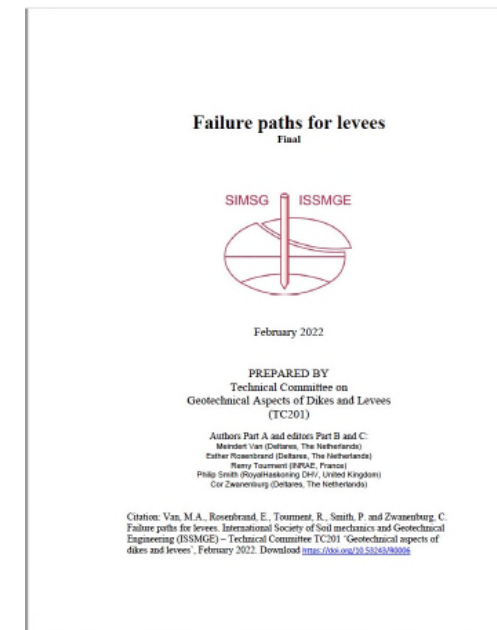 Failure paths for levees
Final
SIMSG ISSMGE
February 2022
PREPARED BY
Technical Committee on
Geotechnical Aspects of Dikes and Levees
(TC201)
Authors Part A and editors Part B and C:
Meindert Van (Deltares, The Netherlands)
Esther Rosenbrand (Deltares, The Netherlands)
Remy Tourment (INRAE, France)
Philip Smith (RoyalHaskoning DHV, United Kingdom)
Cor Zwanenburg (Deltares, The Netherlands)
Citation: Van, M.A., Rosenbrand, E., Tourment, R., Smith, P. and Zwanenburg, C.
Failure paths for levees. International Society of Soil mechanics and Geotechnical
Engineering (ISSMGE) – Technical Committee TC201 ‘Geotechnical aspects of
dikes and levees’, February 2022. Download https://doi.org/10.53243/R0006